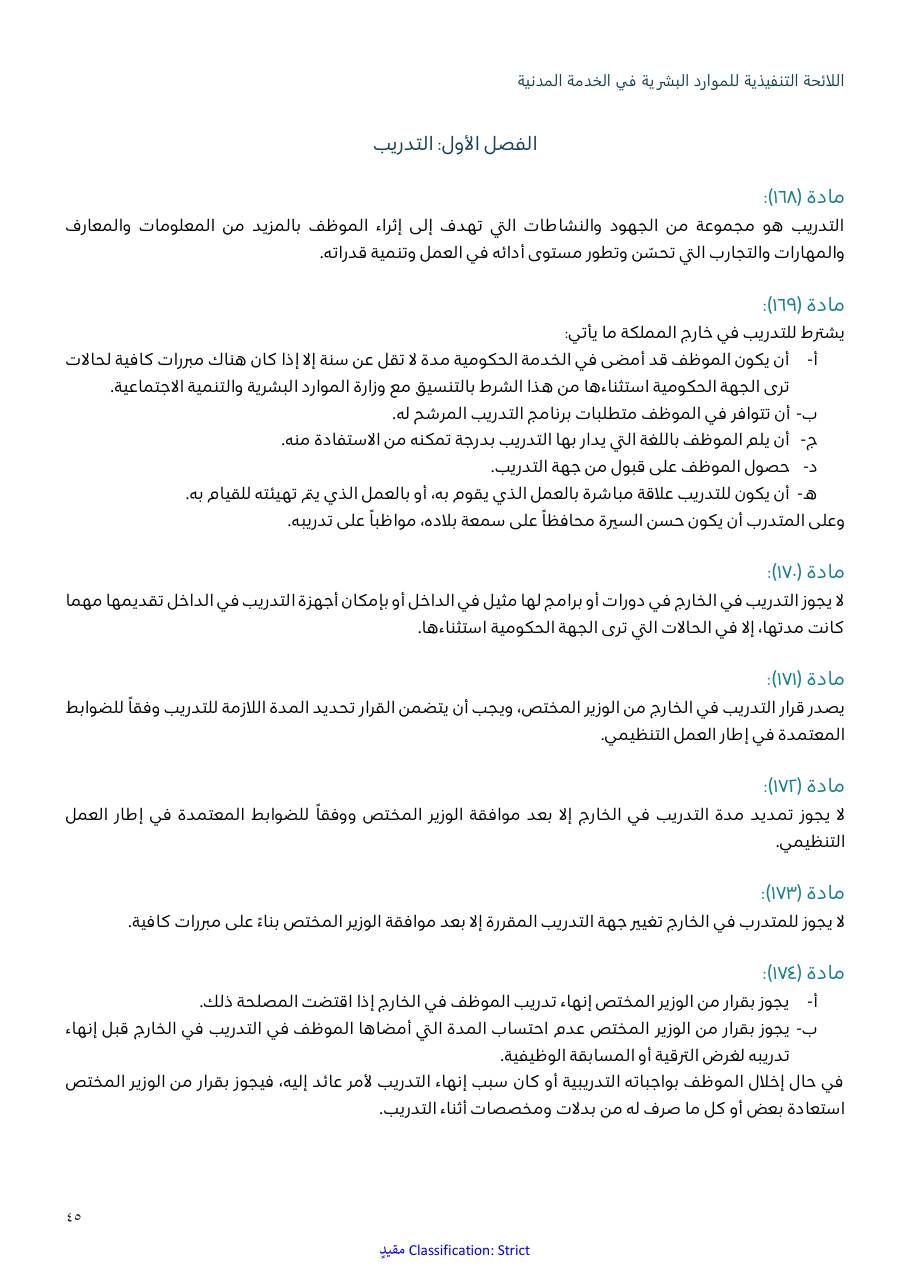 اللائحة التنفيذية للموارد البشرية في الخدمة المدنية
الفصل الأول: التدريب
مادة (١٦٨):
التدريب هو مجموعة من الجهود والنشاطات التي تهدف إلى إثراء الموظف بالمزيد من المعلومات والمعارف
والمهارات والتجارب التي تحسّن وتطور مستوى أدائه في العمل وتنمية قدراته.
مادة (١٦٩):
يشترط للتدريب في خارج المملكة ما يأتي:
أ- أن يكون الموظف قد أمضى في الخدمة الحكومية مدة لا تقل عن سنة إلا إذا كان هناك مبررات كافية لحالات
ترى الجهة الحكومية استثناءها من هذا الشرط بالتنسيق مع وزارة الموارد البشرية والتنمية الاجتماعية.
ب- أن تتوافر في الموظف متطلبات برنامج التدريب المرشح له.
ج- أن يلم الموظف باللغة التي يدار بها التدريب بدرجة تمكنه من الاستفادة منه.
د- حصول الموظف على قبول من جهة التدريب.
ه- أن يكون للتدريب علاقة مباشرة بالعمل الذي يقوم به، أو بالعمل الذي يتم تهيئته للقيام به.
وعلى المتدرب أن يكون حسن السيرة محافظاً على سمعة بلاده، مواظباً على تدريبه.
مادة (١٧٠):
لا يجوز التدريب في الخارج في دورات أو برامج لها مثيل في الداخل أو بإمكان أجهزة التدريب في الداخل تقديمها مهما
كانت مدتها، إلا في الحالات التي ترى الجهة الحكومية استثناءها.
مادة (١٧١):
يصدر قرار التدريب في الخارج من الوزير المختص، ويجب أن يتضمن القرار تحديد المدة اللازمة للتدريب وفقاً للضوابط
المعتمدة في إطار العمل التنظيمي.
مادة (١٧٢):
لا يجوز تمديد مدة التدريب في الخارج إلا بعد موافقة الوزير المختص ووفقاً للضوابط المعتمدة في إطار العمل
التنظيمي.
مادة (١٧٣):
لا يجوز للمتدرب في الخارج تغيير جهة التدريب المقررة إلا بعد موافقة الوزير المختص بناءً على مبررات كافية.
مادة (١٧٤):
أ- يجوز بقرار من الوزير المختص إنهاء تدريب الموظف في الخارج إذا اقتضت المصلحة ذلك.
ب- يجوز بقرار من الوزير المختص عدم احتساب المدة التي أمضاها الموظف في التدريب في الخارج قبل إنهاء
تدريبه لغرض الترقية أو المسابقة الوظيفية.
في حال إخلال الموظف بواجباته التدريبية أو كان سبب إنهاء التدريب لأمر عائد إليه، فيجوز بقرار من الوزير المختص
استعادة بعض أو كل ما صرف له من بدلات ومخصصات أثناء التدريب.
٤٥
Classification: Strict مقيدٍ